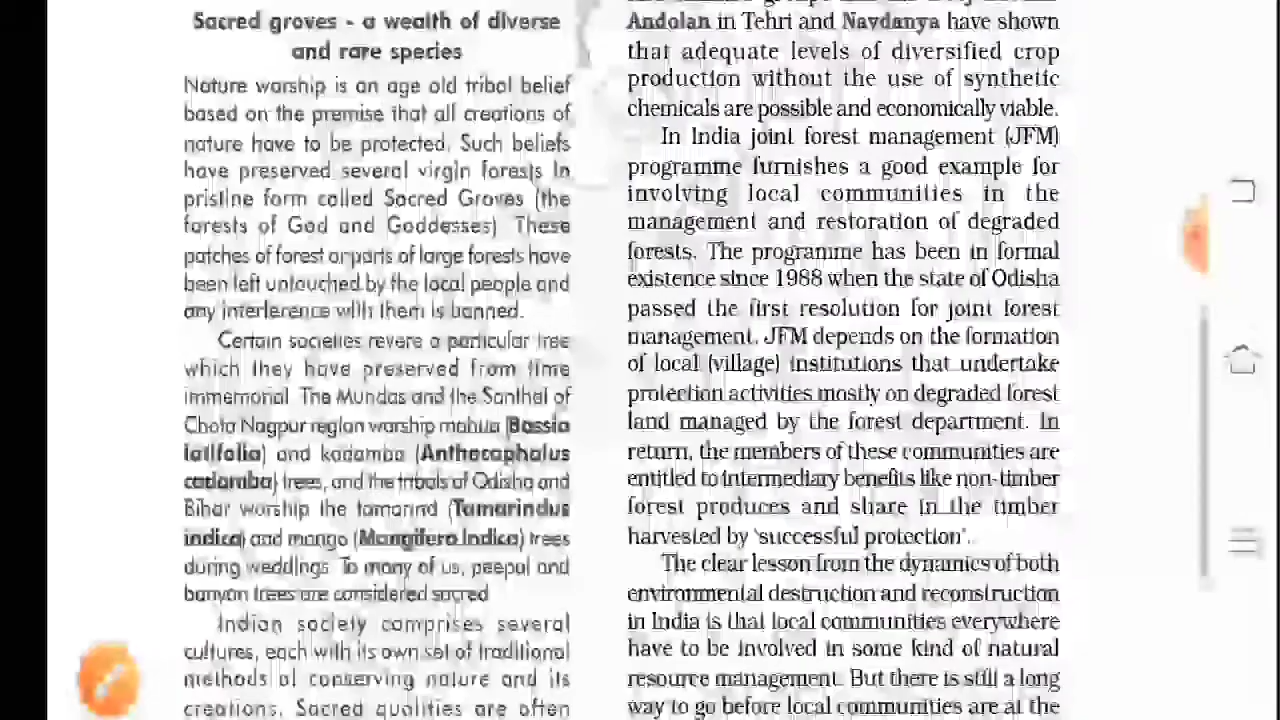 Sacred groves - a wealth of diverse
and rare species
Nature worship is an age old tribal belief
based on the premise that all creations of
nature have to be protected. Such beliefs
have preserved several virgin forests in
pristine form called Sacred Groves (the
forests of God and Goddesses). These
patches of forest or parts of large forests have
been left untouched by the local people and
any interference with them is banned.
Certain societies revere a particular tree
which they have preserved from time
immemorial. The Mundas and the Santhal of
Chota Nagpur region worship mahua (Bassia
latifolia) and kadamba (Anthocaphalus
cadamba) trees, and the tribals of Odisha and
Bihar worship the tamarind (Tamarindus
indica) and mango (Mangifera indica) trees
during weddings. To many of us, peepal and
banyan trees are considered sacred
Indian society comprises several
cultures, each with its own set of traditional
methods of conserving nature and its
creations. Sacred qualities are often
Andolan in Tehri and Navdanya have shown
that adequate levels of diversified crop
production without the use of synthetic
chemicals are possible and economically viable.
In India joint forest management (JFM)
programme furnishes a good example for
involving local communities in the
management and restoration of degraded
forests. The programme has been in formal
existence since 1988 when the state of Odisha
passed the first resolution for joint forest
management. JFM depends on the formation
of local (village) institutions that undertake
protection activities mostly on degraded forest
land managed by the forest department. In
return, the members of these communities are
entitled to intermediary benefits like non-timber
forest produces and share in the timber
harvested by 'successful protection'.
The clear lesson from the dynamics of both
environmental destruction and reconstruction
in India is that local communities everywhere
have to be involved in some kind of natural
resource management. But there is still a long
way to go before local communities are at the